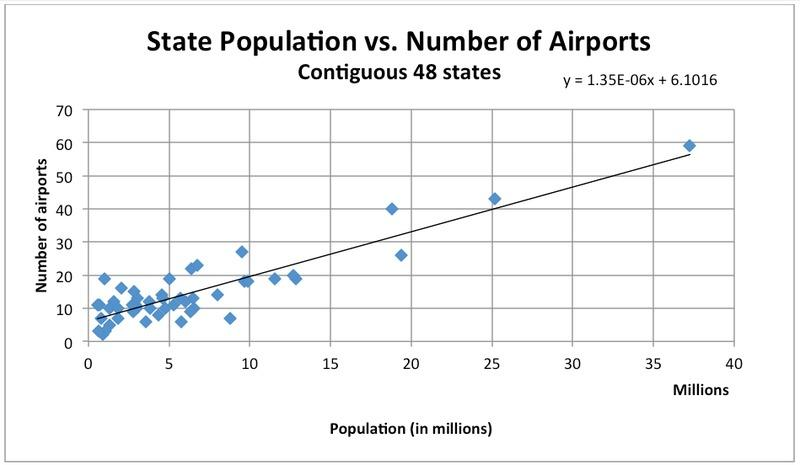 State Population vs. Number of Airports
Contiguous 48 states
y = 1.35E-06x + 6.1016
70
60
50
40
30
20
10
0
Number of airports
0 5 10 15 20 25 30 35 40
Millions
Population (in millions)